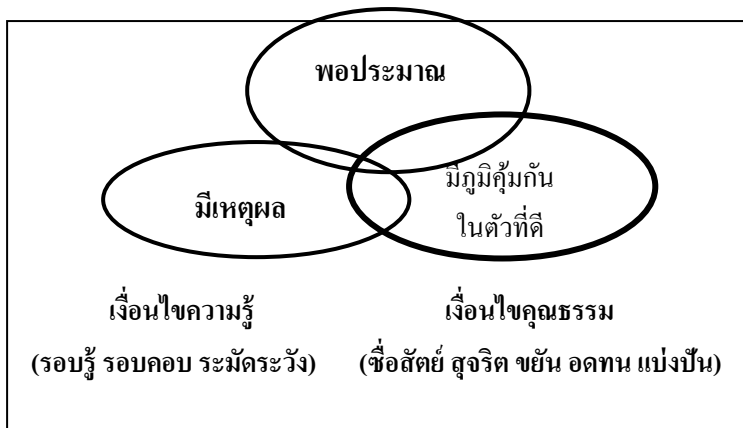 พอประมาณ
มีเหตุผล
มีภูมิคุ้มกัน
ในตัวที่ดี
เงื่อนไขความรู้
(รอบรู้ รอบคอบ ระมัดระวัง)
เงื่อนไขคุณธรรม
(ซื่อสัตย์ สุจริต ขยัน อดทน แบ่งปัน)